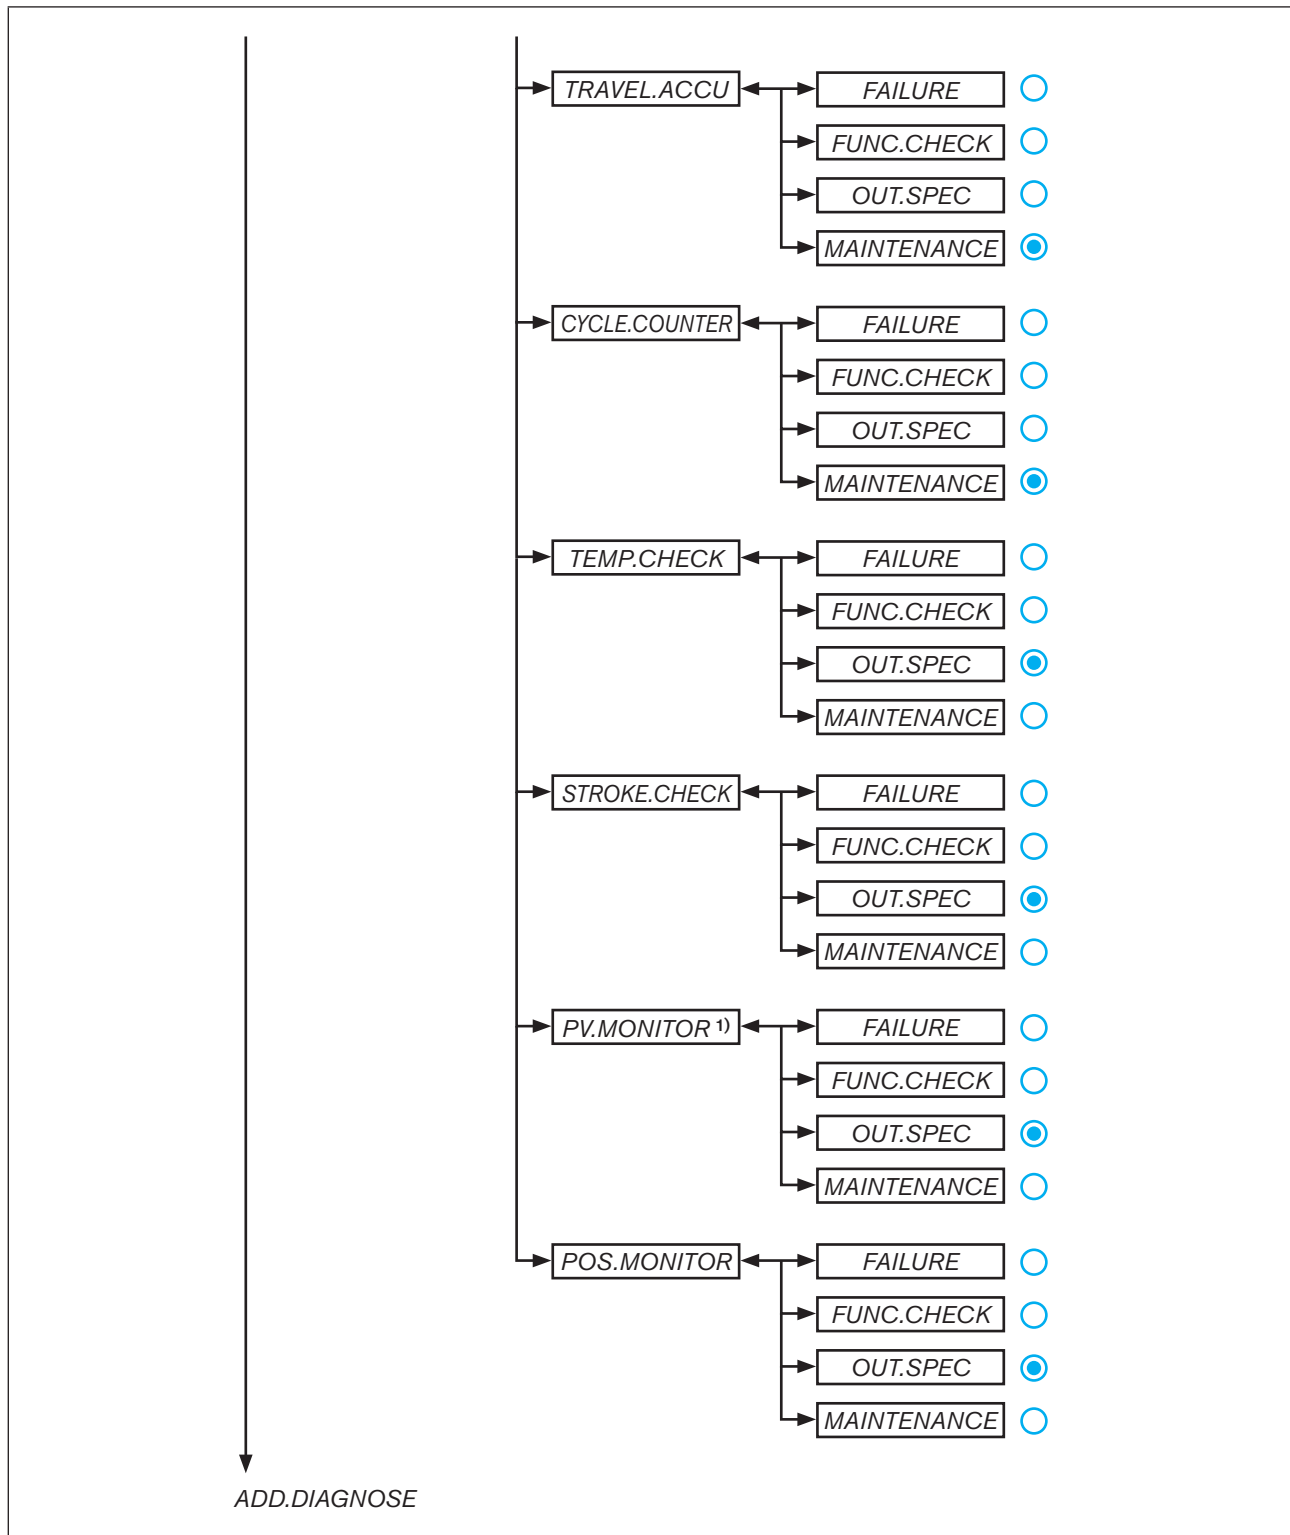 TRAVEL.ACCU FAILURE
FUNC.CHECK
OUT.SPEC
MAINTENANCE
CYCLE.COUNTER FAILURE
FUNC.CHECK
OUT.SPEC
MAINTENANCE
TEMP.CHECK FAILURE
FUNC.CHECK
OUT.SPEC
MAINTENANCE
STROKE.CHECK FAILURE
FUNC.CHECK
OUT.SPEC
MAINTENANCE
PV.MONITOR 1) FAILURE
FUNC.CHECK
OUT.SPEC
MAINTENANCE
POS.MONITOR FAILURE
FUNC.CHECK
OUT.SPEC
MAINTENANCE
ADD.DIAGNOSE